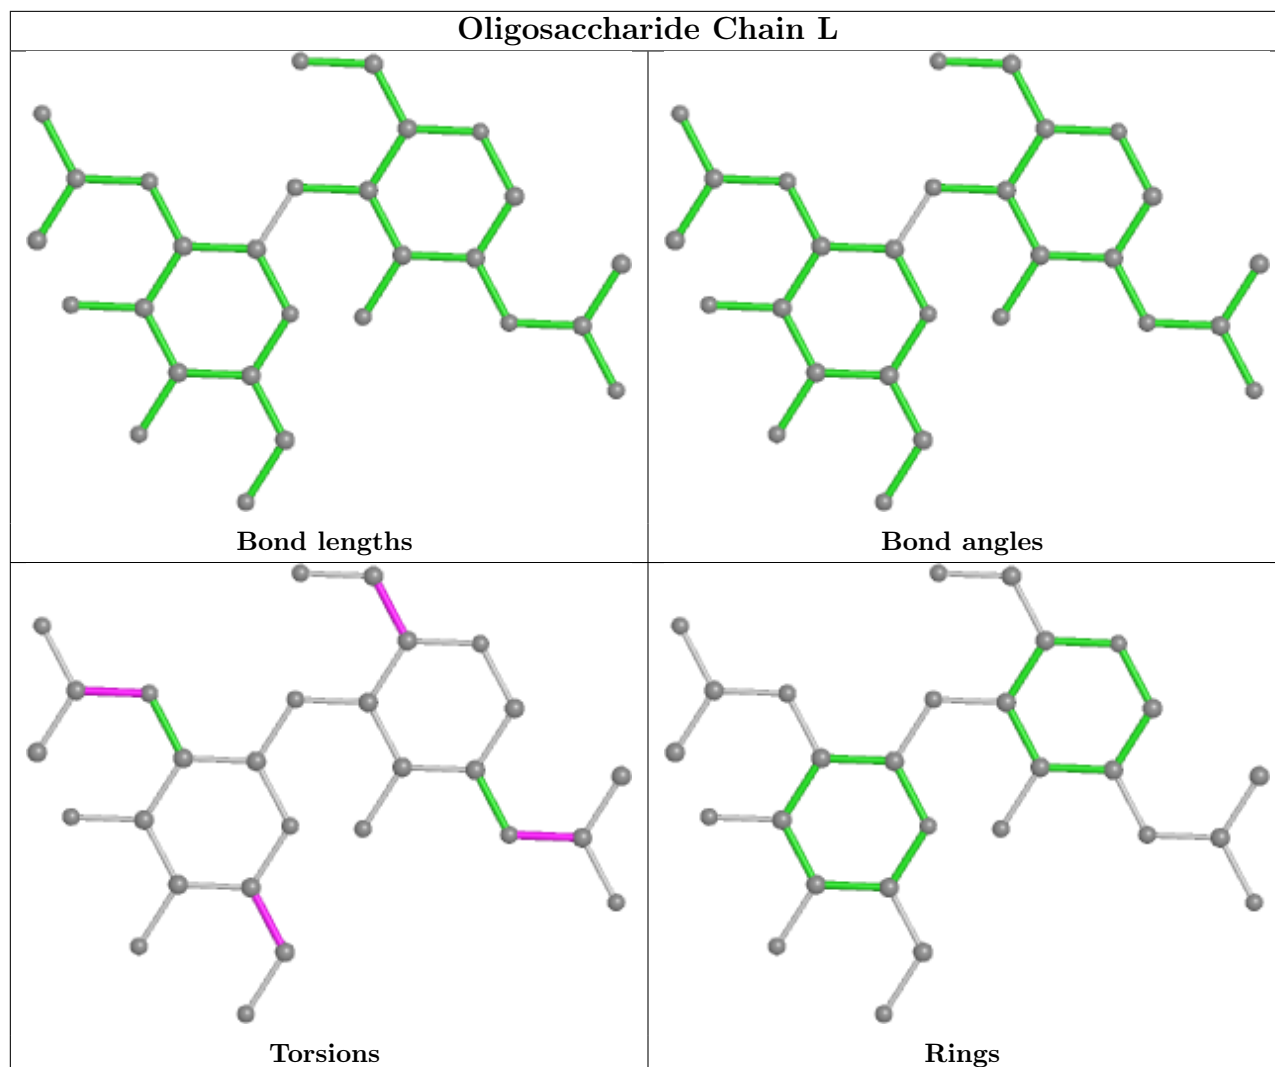 Oligosaccharide Chain L
Bond lengths
Bond angles
Torsions
Rings